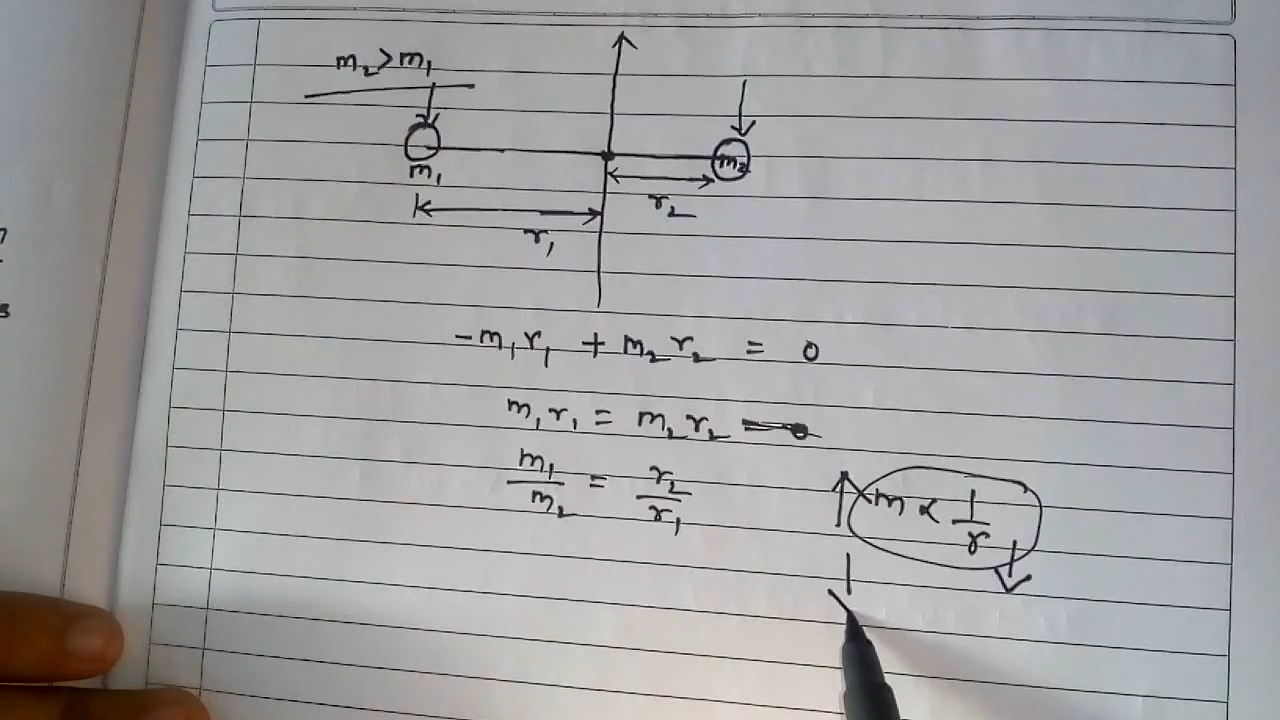 m₂ > m₁
m₁
m₂
r₂
r₁
-m₁r₁ + m₂r₂ = 0
m₁r₁ = m₂r₂
m₁/m₂ = r₂/r₁
m ∝ 1/r